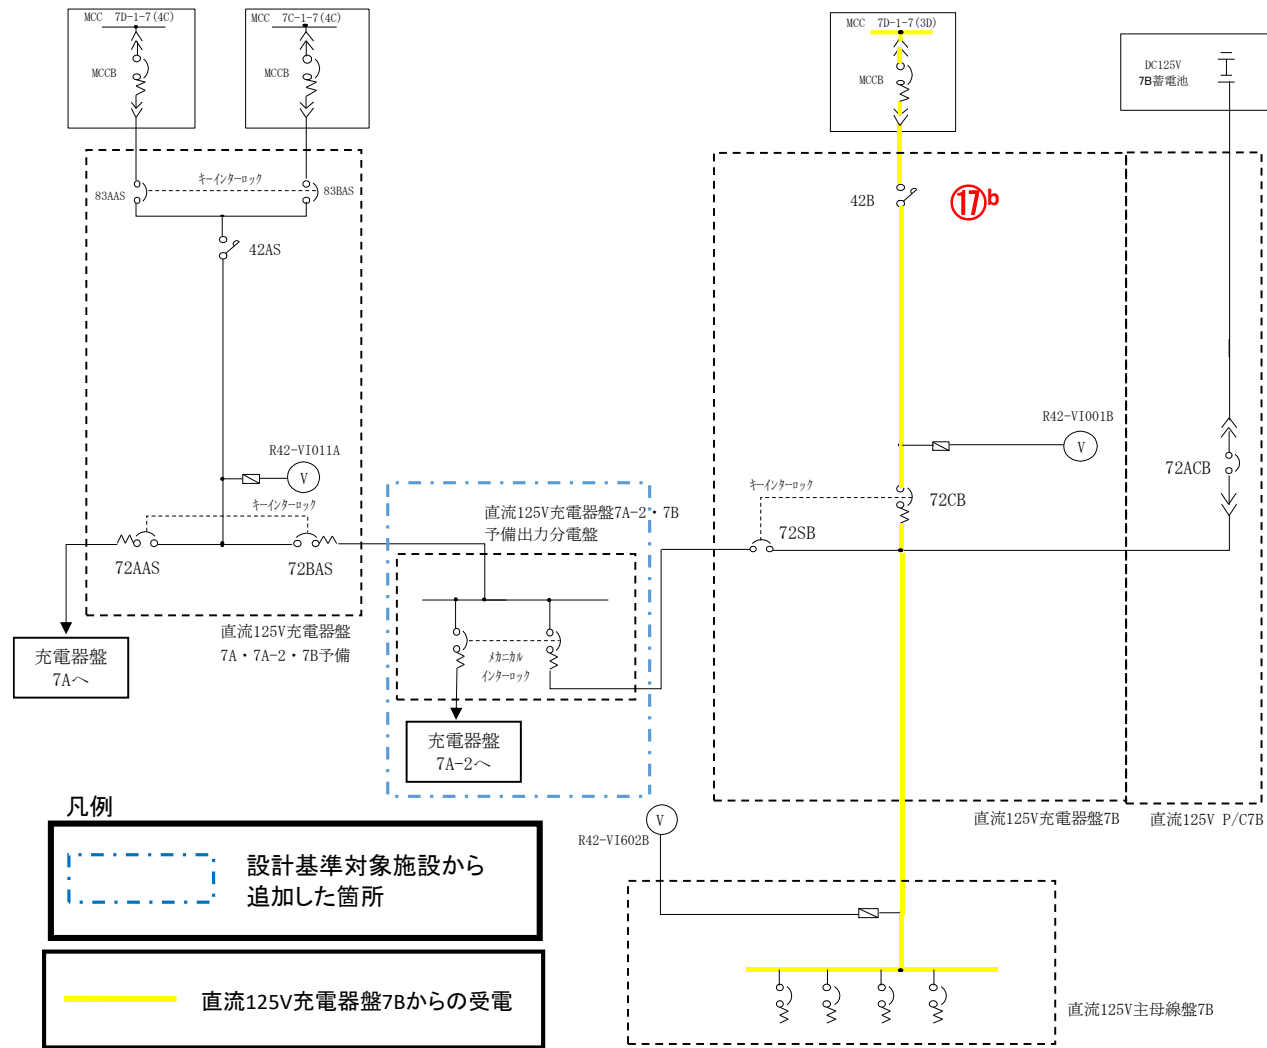 MCC 7D-1-7(4C)
MCC 7C-1-7(4C)
MCC 7D-1-7(3D)
MCCB
MCCB
MCCB
DC125V
7B蓄電池
83AAS
キーインターロック
83BAS
42AS
42B
⑰b
R42-VI011A
V
R42-VI001B
V
72ACB
キーインターロック
キーインターロック
72CB
72SB
72AAS
72BAS
直流125V充電器盤7A-2・7B
予備出力分電盤
直流125V充電器盤
7A・7A-2・7B予備
充電器盤
7Aへ
メカニカル
インターロック
充電器盤
7A-2へ
直流125V充電器盤7B
直流125V P/C7B
V
R42-VI602B
直流125V主母線盤7B
凡例
設計基準対象施設から
追加した箇所
直流125V充電器盤7Bからの受電